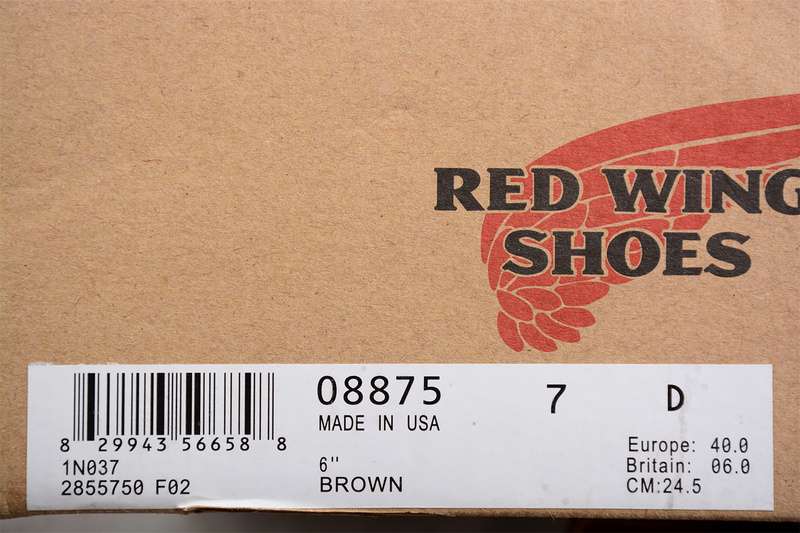 RED WING
SHOES
08875
7
D
MADE IN USA
8 29943 56658 8
1N037
2855750 F02
6"
BROWN
Europe: 40.0
Britain: 06.0
CM:24.5